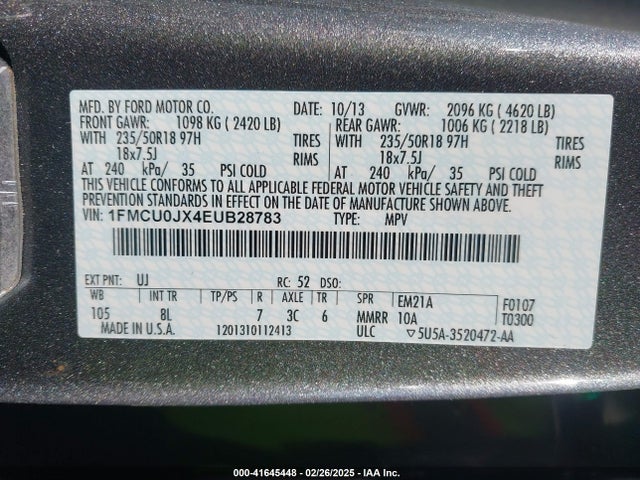 MFD. BY FORD MOTOR CO. DATE: 10/13 GVWR: 2096 KG ( 4620 LB)
FRONT GAWR: 1098 KG ( 2420 LB) REAR GAWR: 1006 KG ( 2218 LB)
WITH 235/50R18 97H TIRES WITH 235/50R18 97H TIRES
18x7.5J RIMS 18x7.5J RIMS
AT 240 kPa/ 35 PSI COLD AT 240 kPa/ 35 PSI COLD
THIS VEHICLE CONFORMS TO ALL APPLICABLE FEDERAL MOTOR VEHICLE SAFETY AND THEFT
PREVENTION STANDARDS IN EFFECT ON THE DATE OF MANUFACTURE SHOWN ABOVE.
VIN: 1FMCU0JX4EUB28783 TYPE: MPV
EXT PNT: UJ RC: 52 DSO:
WB INT TR TP/PS R AXLE TR SPR EM21A F0107
105 8L 7 3C 6 MMRR 10A T0300
MADE IN U.S.A. 1201310112413 ULC ▽5U5A-3520472-AA
000-41645448 - 02/26/2025 - IAAI Copart